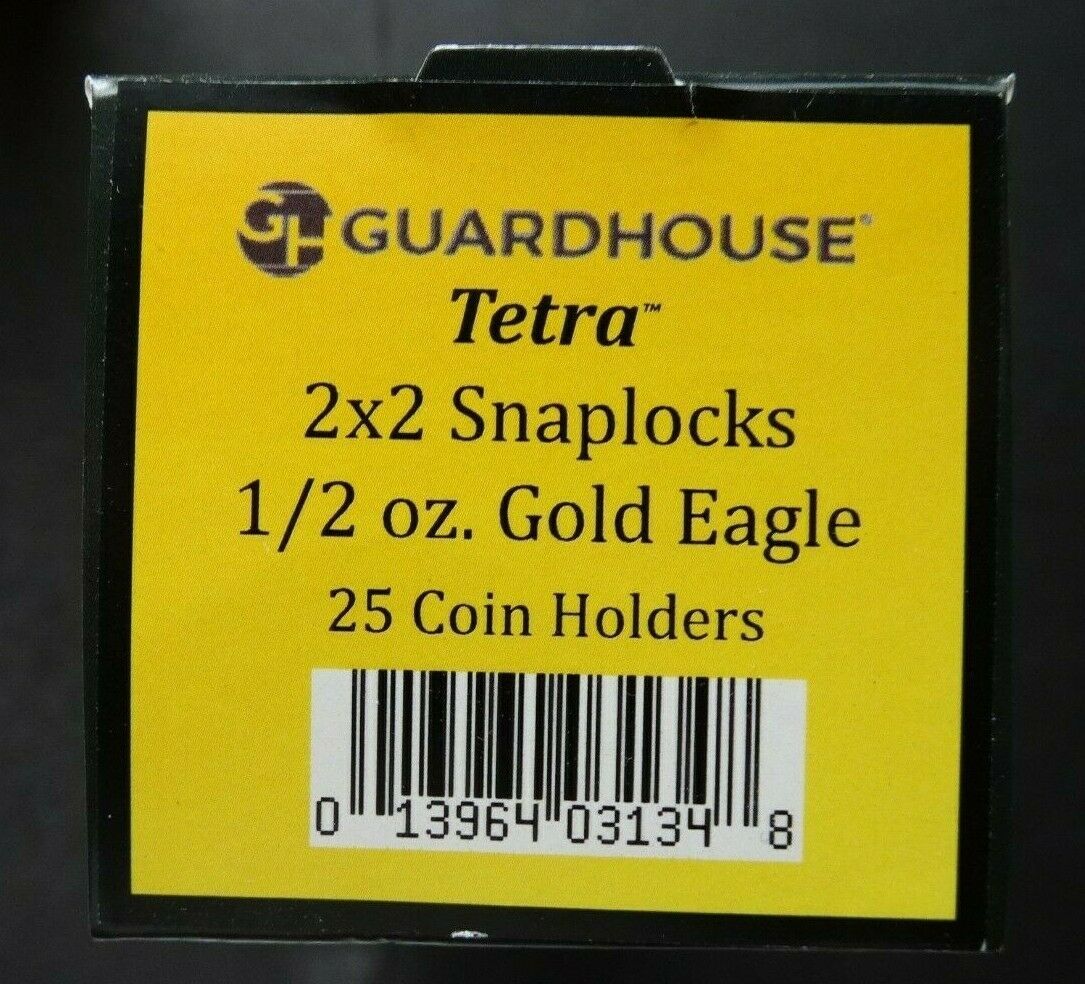 GH GUARDHOUSE®
Tetra™
2x2 Snaplocks
1/2 oz. Gold Eagle
25 Coin Holders
0 13964 03134 8